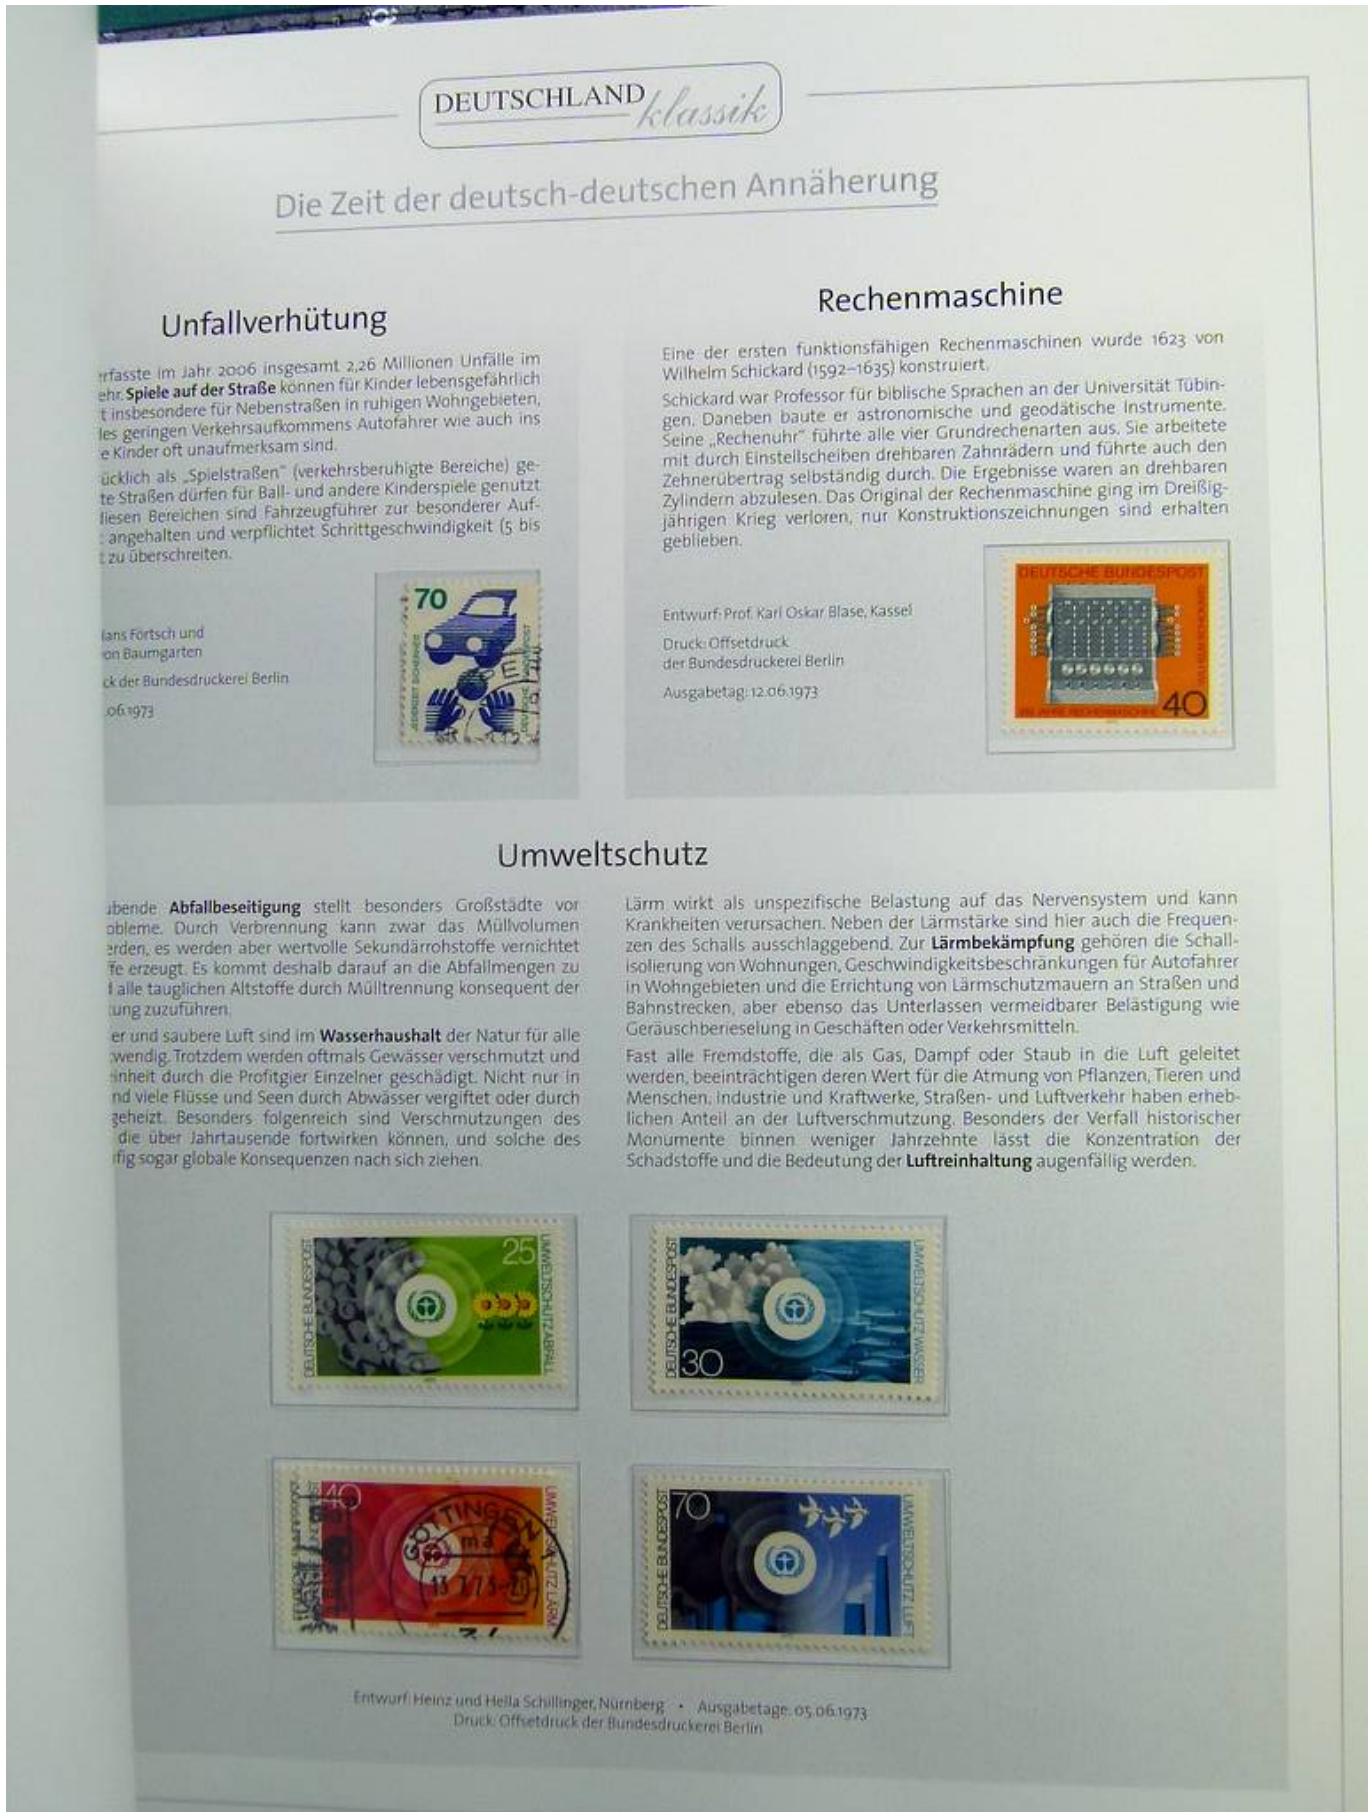 DEUTSCHLAND klassik
Die Zeit der deutsch-deutschen Annäherung
Unfallverhütung
rfasste im Jahr 2006 insgesamt 2,26 Millionen Unfälle im
ehr. Spiele auf der Straße können für Kinder lebensgefährlich
t insbesondere für Nebenstraßen in ruhigen Wohngebieten,
les geringen Verkehrsaufkommens Autofahrer wie auch ins
e Kinder oft unaufmerksam sind.
ücklich als „Spielstraßen“ (verkehrsberuhigte Bereiche) ge-
te Straßen dürfen für Ball- und andere Kinderspiele genutzt
diesen Bereichen sind Fahrzeugführer zur besonderer Auf-
angehalten und verpflichtet Schrittgeschwindigkeit (5 bis
t zu überschreiten.
Hans Förtsch und
on Baumgarten
ck der Bundesdruckerei Berlin
.06.1973
70
JEDERZEIT SICHERHEIT
DEUTSCHE BUNDESPOST
Rechenmaschine
Eine der ersten funktionsfähigen Rechenmaschinen wurde 1623 von
Wilhelm Schickard (1592–1635) konstruiert.
Schickard war Professor für biblische Sprachen an der Universität Tübin-
gen. Daneben baute er astronomische und geodätische Instrumente.
Seine „Rechenuhr“ führte alle vier Grundrechenarten aus. Sie arbeitete
mit durch Einstellscheiben drehbaren Zahnrädern und führte auch den
Zehnerübertrag selbständig durch. Die Ergebnisse waren an drehbaren
Zylindern abzulesen. Das Original der Rechenmaschine ging im Dreißig-
jährigen Krieg verloren, nur Konstruktionszeichnungen sind erhalten
geblieben.
Entwurf: Prof. Karl Oskar Blase, Kassel
Druck: Offsetdruck
der Bundesdruckerei Berlin
Ausgabetag: 12.06.1973
DEUTSCHE BUNDESPOST
WILHELM SCHICKARD
350 JAHRE RECHENMASCHINE
40
Umweltschutz
ubende Abfallbeseitigung stellt besonders Großstädte vor
obleme. Durch Verbrennung kann zwar das Müllvolumen
erden, es werden aber wertvolle Sekundärrohstoffe vernichtet
fe erzeugt. Es kommt deshalb darauf an die Abfallmengen zu
d alle tauglichen Altstoffe durch Mülltrennung konsequent der
tung zuzuführen.
er und saubere Luft sind im Wasserhaushalt der Natur für alle
wendig. Trotzdem werden oftmals Gewässer verschmutzt und
einheit durch die Profitgier Einzelner geschädigt. Nicht nur in
nd viele Flüsse und Seen durch Abwässer vergiftet oder durch
geheizt. Besonders folgenreich sind Verschmutzungen des
die über Jahrtausende fortwirken können, und solche des
ufig sogar globale Konsequenzen nach sich ziehen.
Lärm wirkt als unspezifische Belastung auf das Nervensystem und kann
Krankheiten verursachen. Neben der Lärmstärke sind hier auch die Frequen-
zen des Schalls ausschlaggebend. Zur Lärmbekämpfung gehören die Schall-
isolierung von Wohnungen, Geschwindigkeitsbeschränkungen für Autofahrer
in Wohngebieten und die Errichtung von Lärmschutzmauern an Straßen und
Bahnstrecken, aber ebenso das Unterlassen vermeidbarer Belästigung wie
Geräuschberieselung in Geschäften oder Verkehrsmitteln.
Fast alle Fremdstoffe, die als Gas, Dampf oder Staub in die Luft geleitet
werden, beeinträchtigen deren Wert für die Atmung von Pflanzen, Tieren und
Menschen. Industrie und Kraftwerke, Straßen- und Luftverkehr haben erheb-
lichen Anteil an der Luftverschmutzung. Besonders der Verfall historischer
Monumente binnen weniger Jahrzehnte lässt die Konzentration der
Schadstoffe und die Bedeutung der Luftreinhaltung augenfällig werden.
DEUTSCHE BUNDESPOST
25
UMWELTSCHUTZ ABFALL
DEUTSCHE BUNDESPOST
30
UMWELTSCHUTZ WASSER
40
UMWELTSCHUTZ LÄRM
GÖTTINGEN
ma
DEUTSCHE BUNDESPOST
70
UMWELTSCHUTZ LUFT
Entwurf: Heinz und Hella Schillinger, Nürnberg • Ausgabetage: 05.06.1973
Druck: Offsetdruck der Bundesdruckerei Berlin